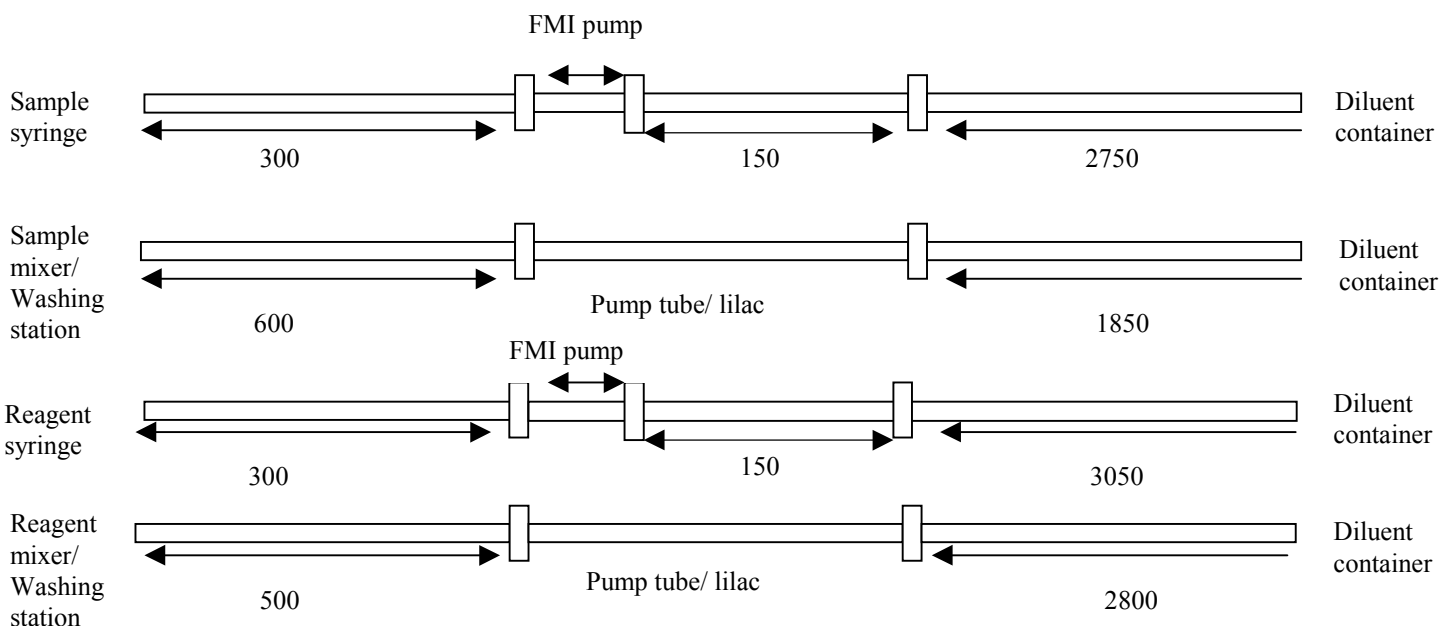 FMI pump
Sample
syringe
Diluent
container
300
150
2750
Sample
mixer/
Washing
station
Diluent
container
600
Pump tube/ lilac
1850
FMI pump
Reagent
syringe
Diluent
container
300
150
3050
Reagent
mixer/
Washing
station
Diluent
container
500
Pump tube/ lilac
2800